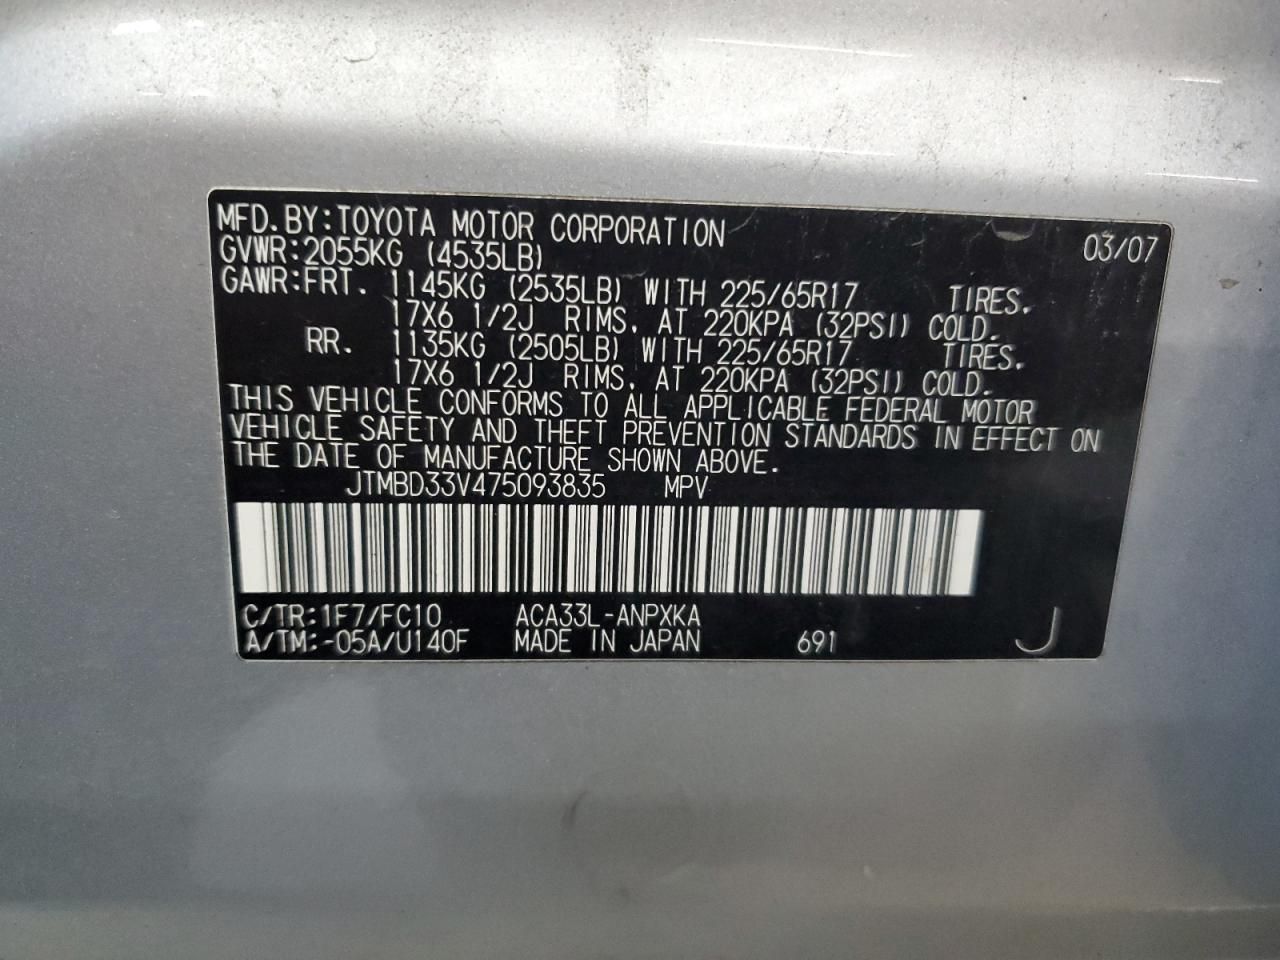 MFD.BY:TOYOTA MOTOR CORPORATION 03/07
GVWR:2055KG (4535LB)
GAWR:FRT. 1145KG (2535LB) WITH 225/65R17 TIRES.
17X6 1/2J RIMS. AT 220KPA (32PSI) COLD.
RR. 1135KG (2505LB) WITH 225/65R17 TIRES.
17X6 1/2J RIMS. AT 220KPA (32PSI) COLD.
THIS VEHICLE CONFORMS TO ALL APPLICABLE FEDERAL MOTOR
VEHICLE SAFETY AND THEFT PREVENTION STANDARDS IN EFFECT ON
THE DATE OF MANUFACTURE SHOWN ABOVE.
JTMBD33V475093835 MPV
C/TR:1F7/FC10 ACA33L-ANPXKA
A/TM:-05A/U140F MADE IN JAPAN 691 J